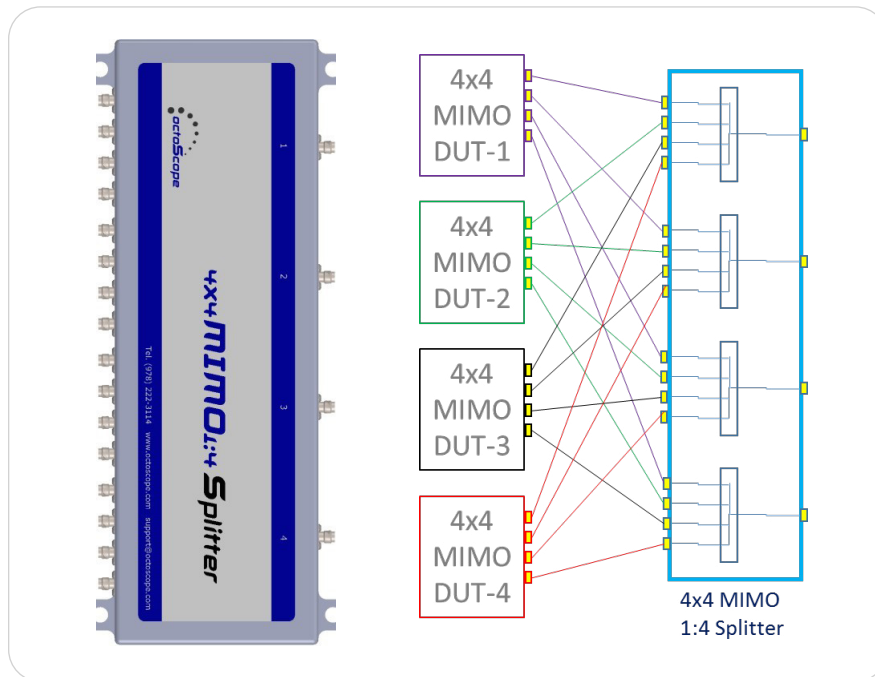 octoScope
4x4 MIMO 1:4 Splitter
Tel. (978) 222-3114 www.octoscope.com support@octoscope.com
1
2
3
4
4x4
MIMO
DUT-1
4x4
MIMO
DUT-2
4x4
MIMO
DUT-3
4x4
MIMO
DUT-4
4x4 MIMO
1:4 Splitter